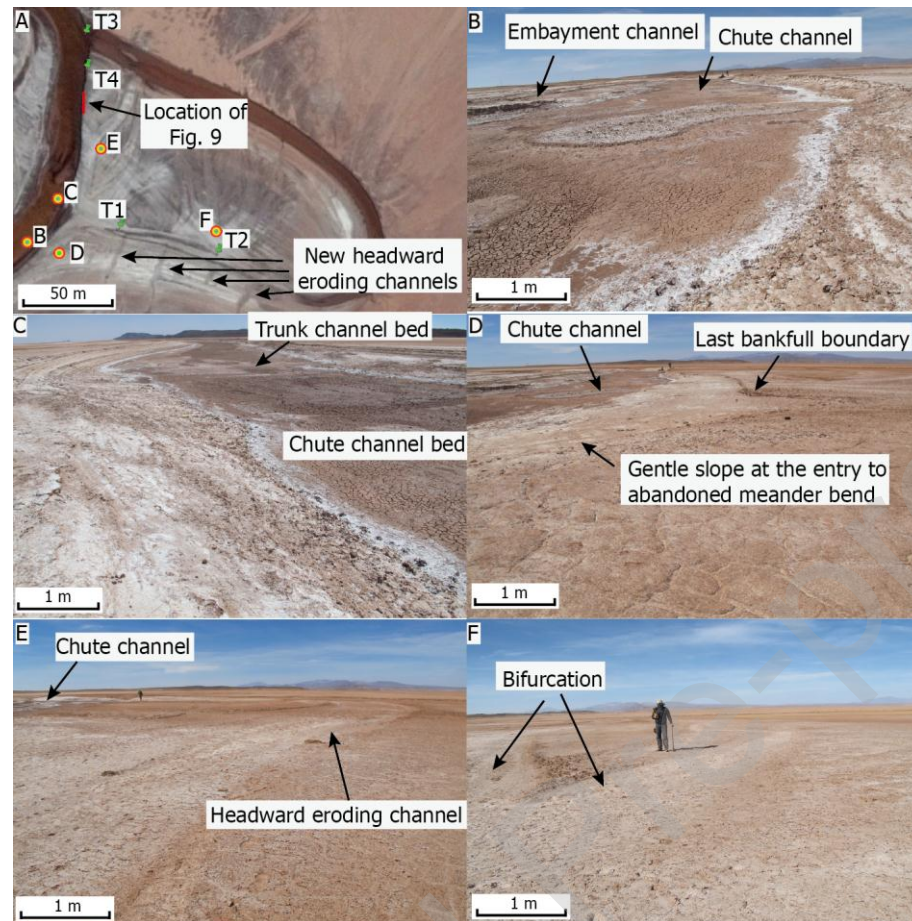 A
T3
T4
Location of
Fig. 9
E
C
T1
F
B
D
T2
New headward
eroding channels
50 m
B
Embayment channel
Chute channel
1 m
C
Trunk channel bed
Chute channel bed
1 m
D
Chute channel
Last bankfull boundary
Gentle slope at the entry to
abandoned meander bend
1 m
E
Chute channel
Headward eroding channel
1 m
F
Bifurcation
1 m